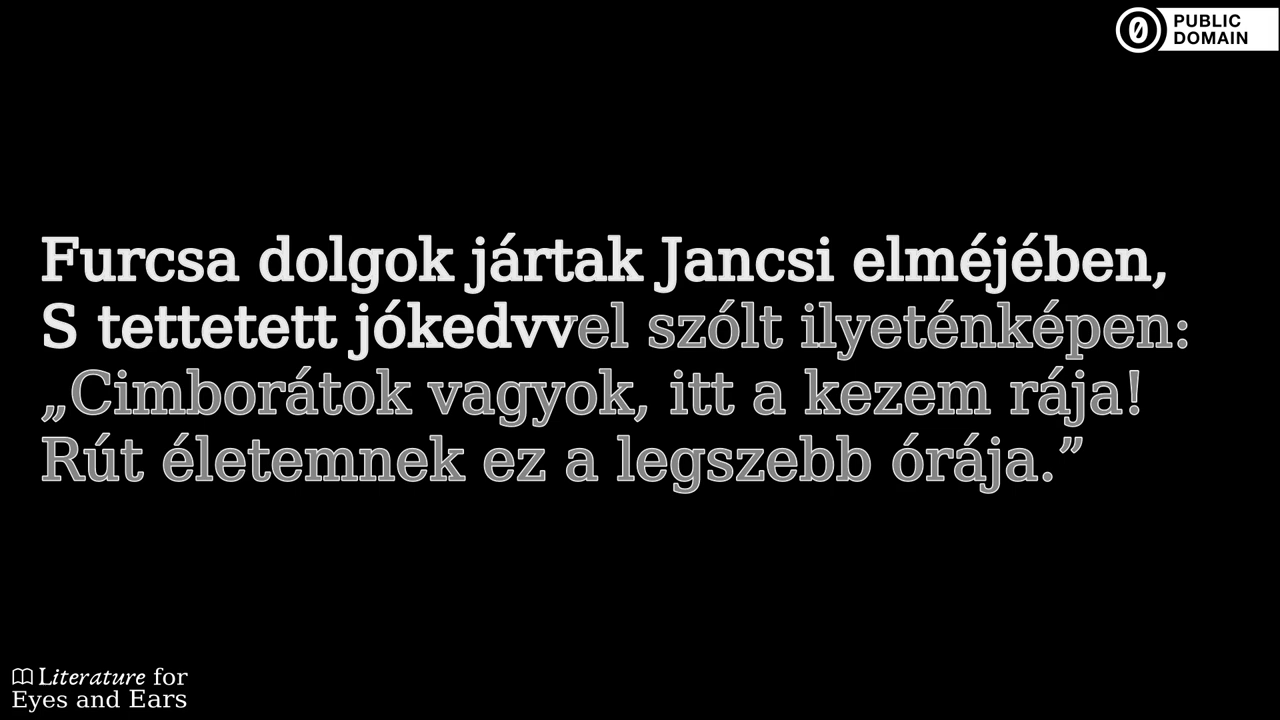 PUBLIC
DOMAIN
Furcsa dolgok jártak Jancsi elméjében,
S tettetett jókedvvel szólt ilyeténképen:
„Cimborátok vagyok, itt a kezem rája!
Rút életemnek ez a legszebb órája.”
Literature for
Eyes and Ears